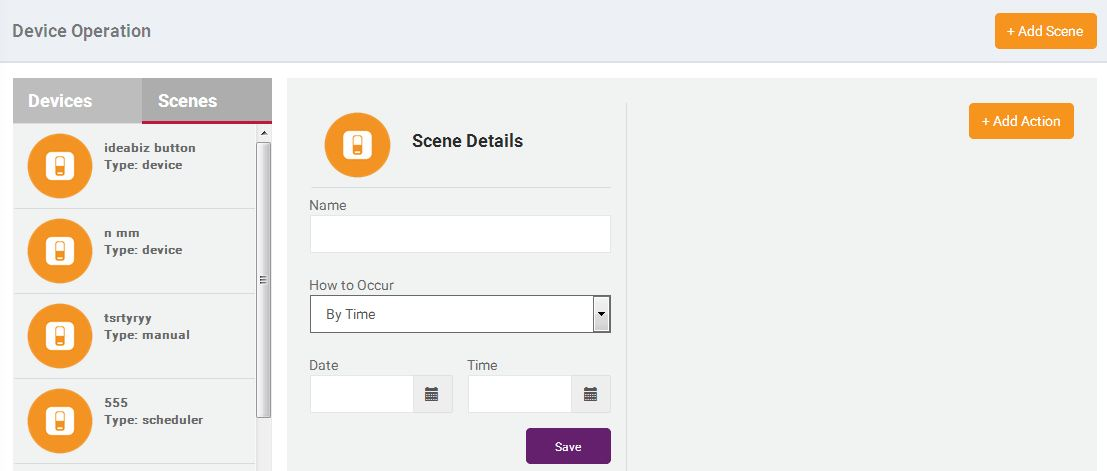 Device Operation
+ Add Scene
Devices
Scenes
ideabiz button
Type: device
n mm
Type: device
tsrtyryy
Type: manual
555
Type: scheduler
Scene Details
Name
How to Occur
By Time
Date
Time
Save
+ Add Action